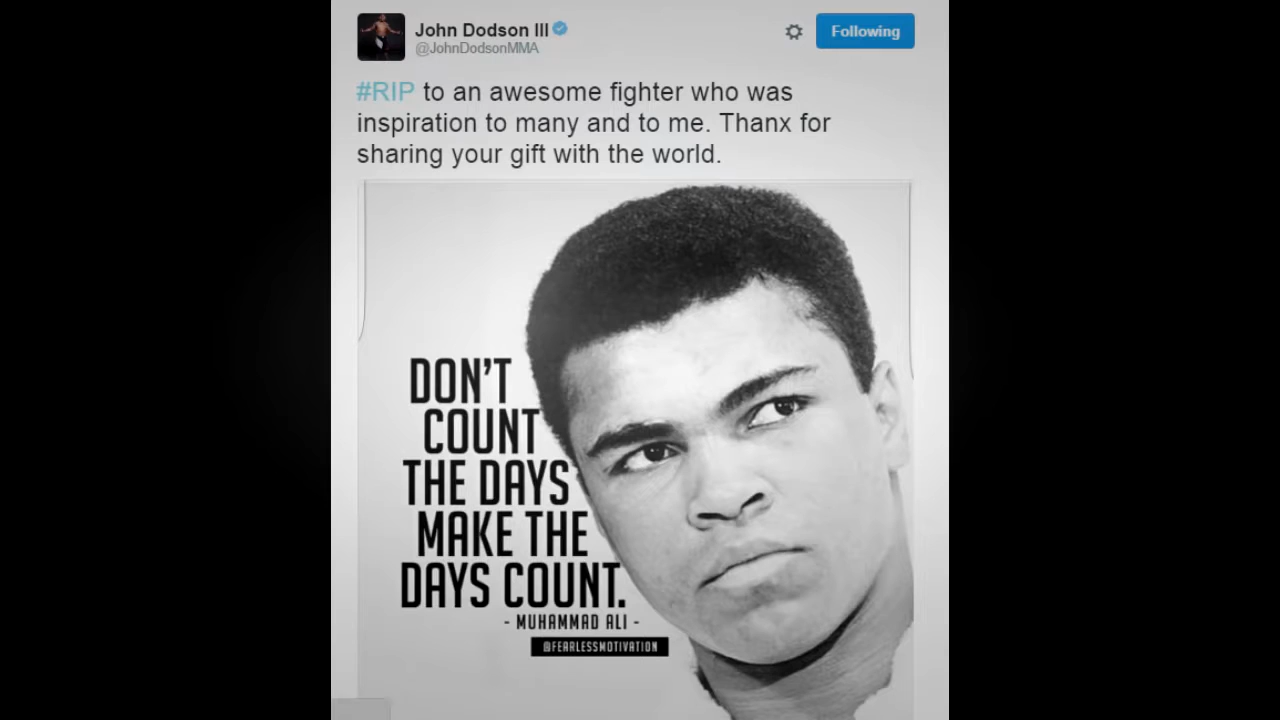 John Dodson III
@JohnDodsonMMA
Following
#RIP to an awesome fighter who was
inspiration to many and to me. Thanx for
sharing your gift with the world.
DON'T
COUNT
THE DAYS
MAKE THE
DAYS COUNT.
- MUHAMMAD ALI -
@FEARLESSMOTIVATION